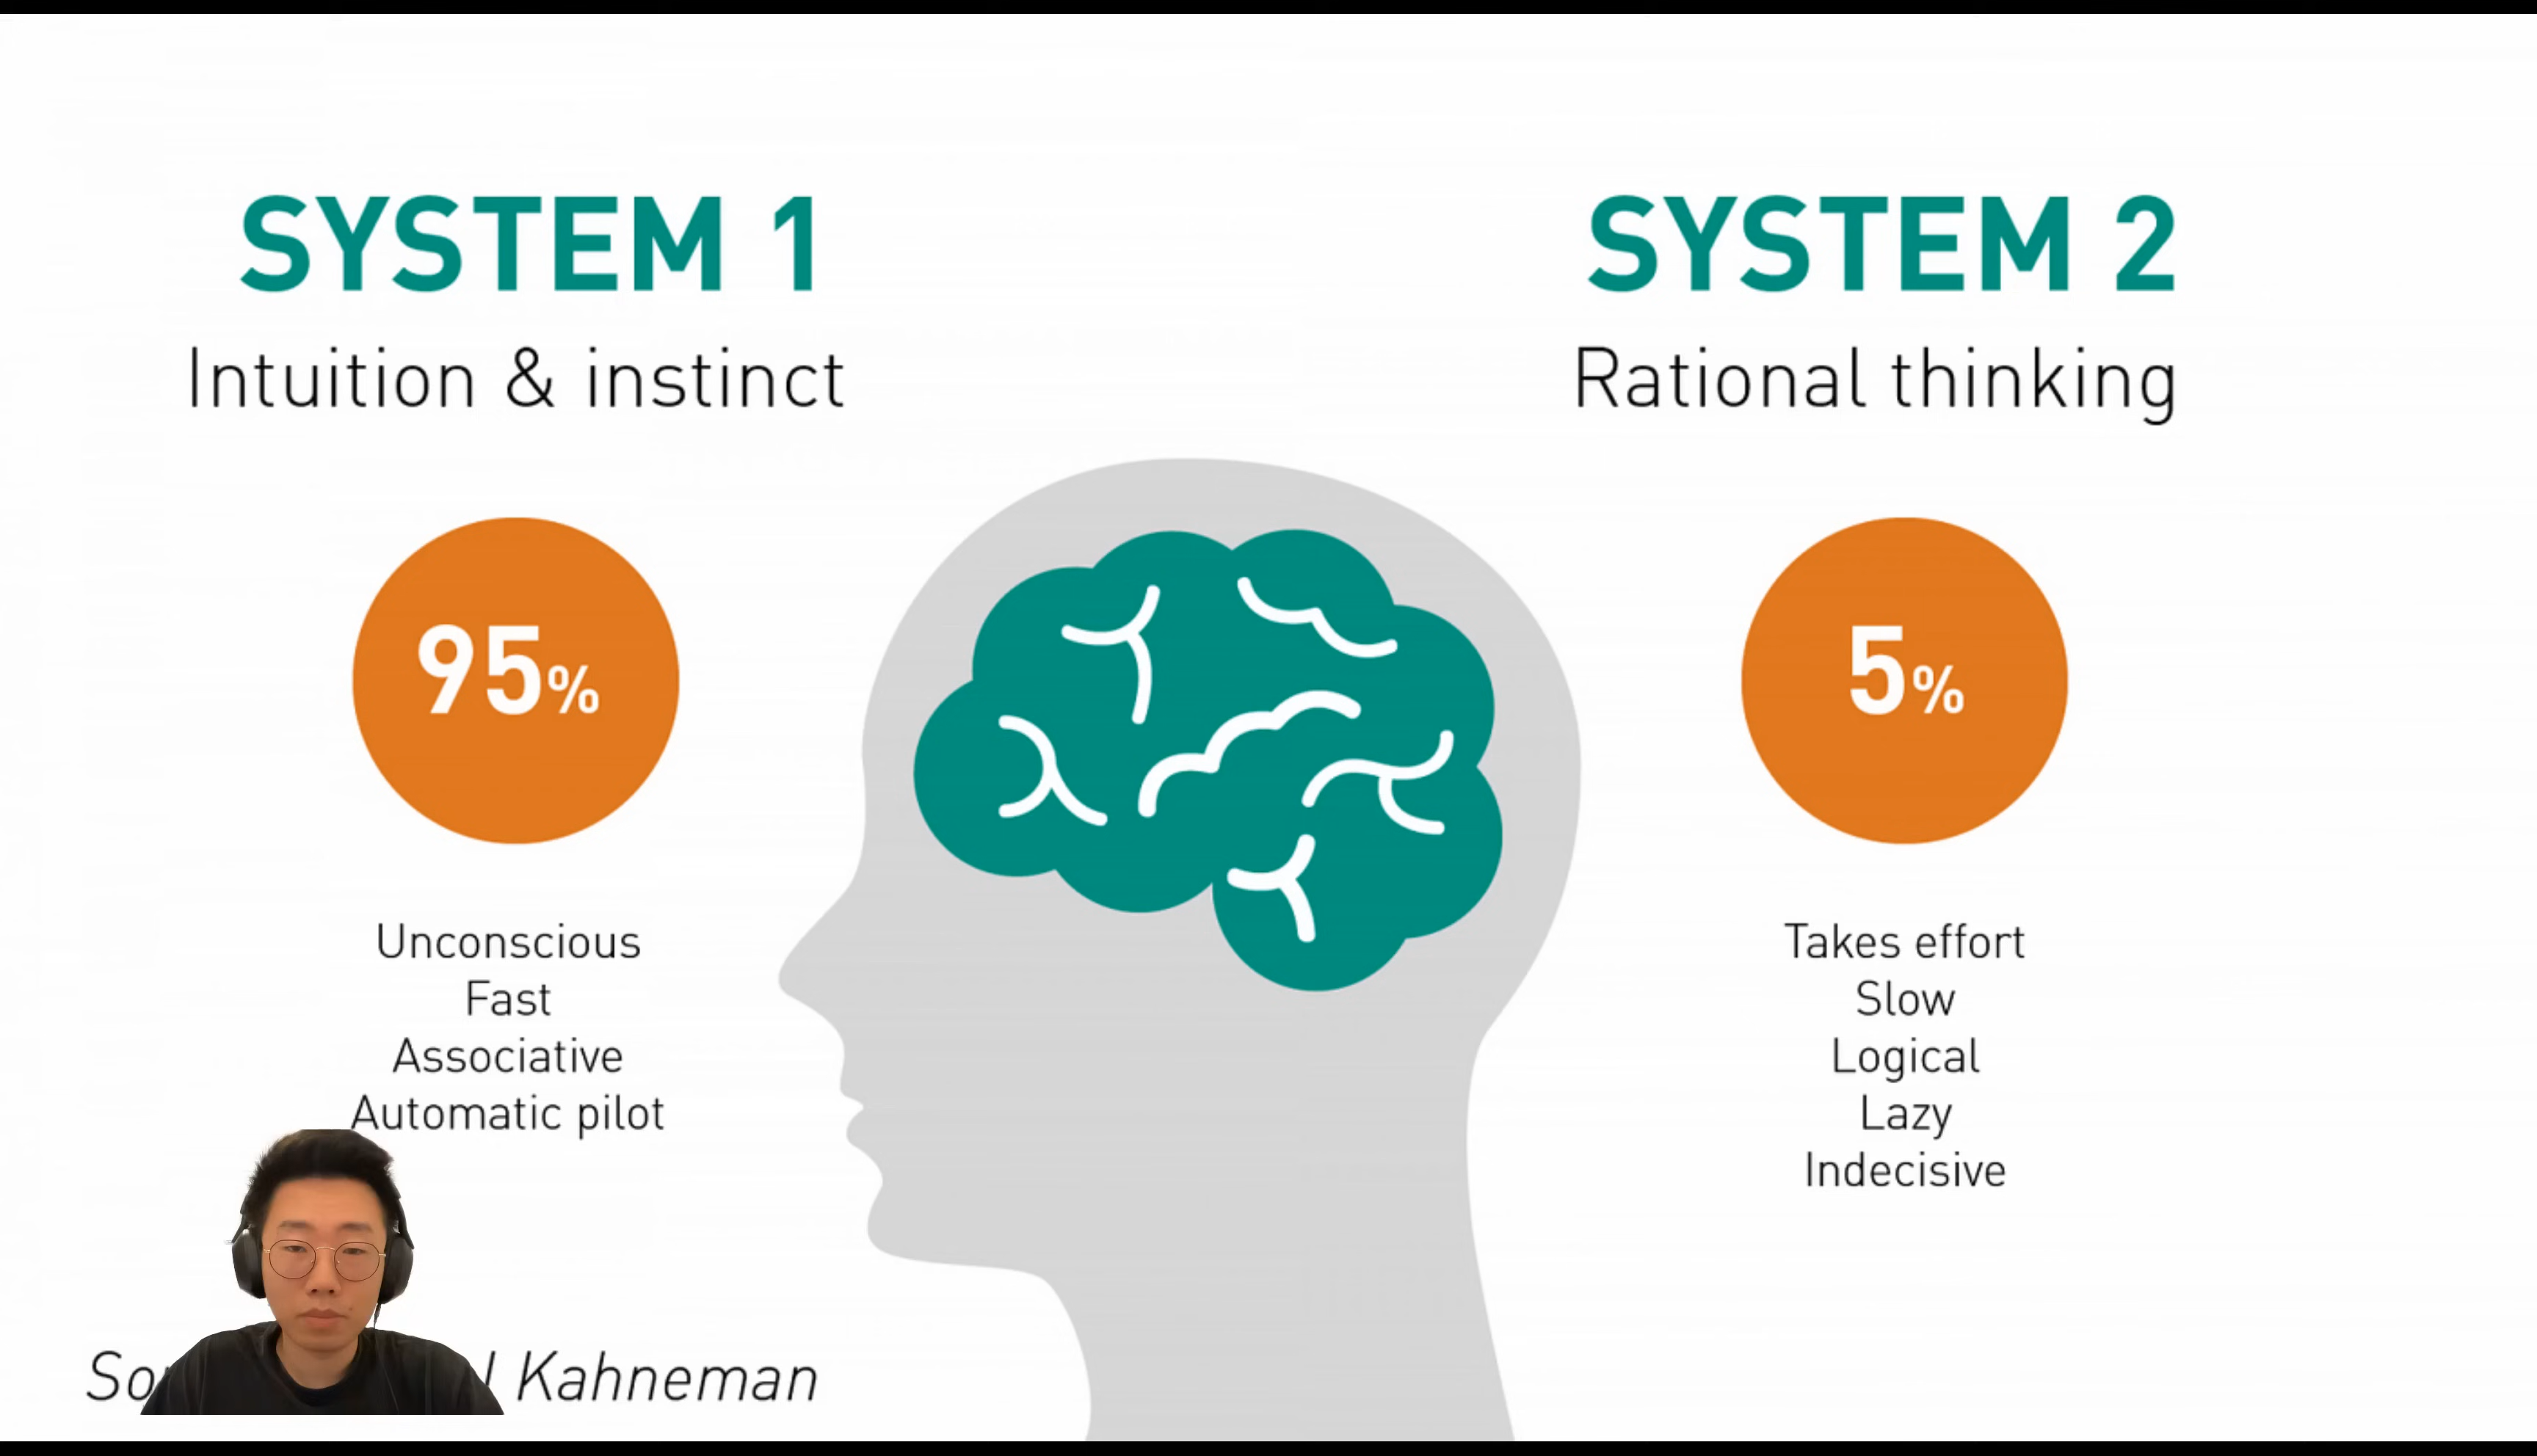 SYSTEM 1
Intuition & instinct
95%
Unconscious
Fast
Associative
Automatic pilot
SYSTEM 2
Rational thinking
5%
Takes effort
Slow
Logical
Lazy
Indecisive
Kahneman